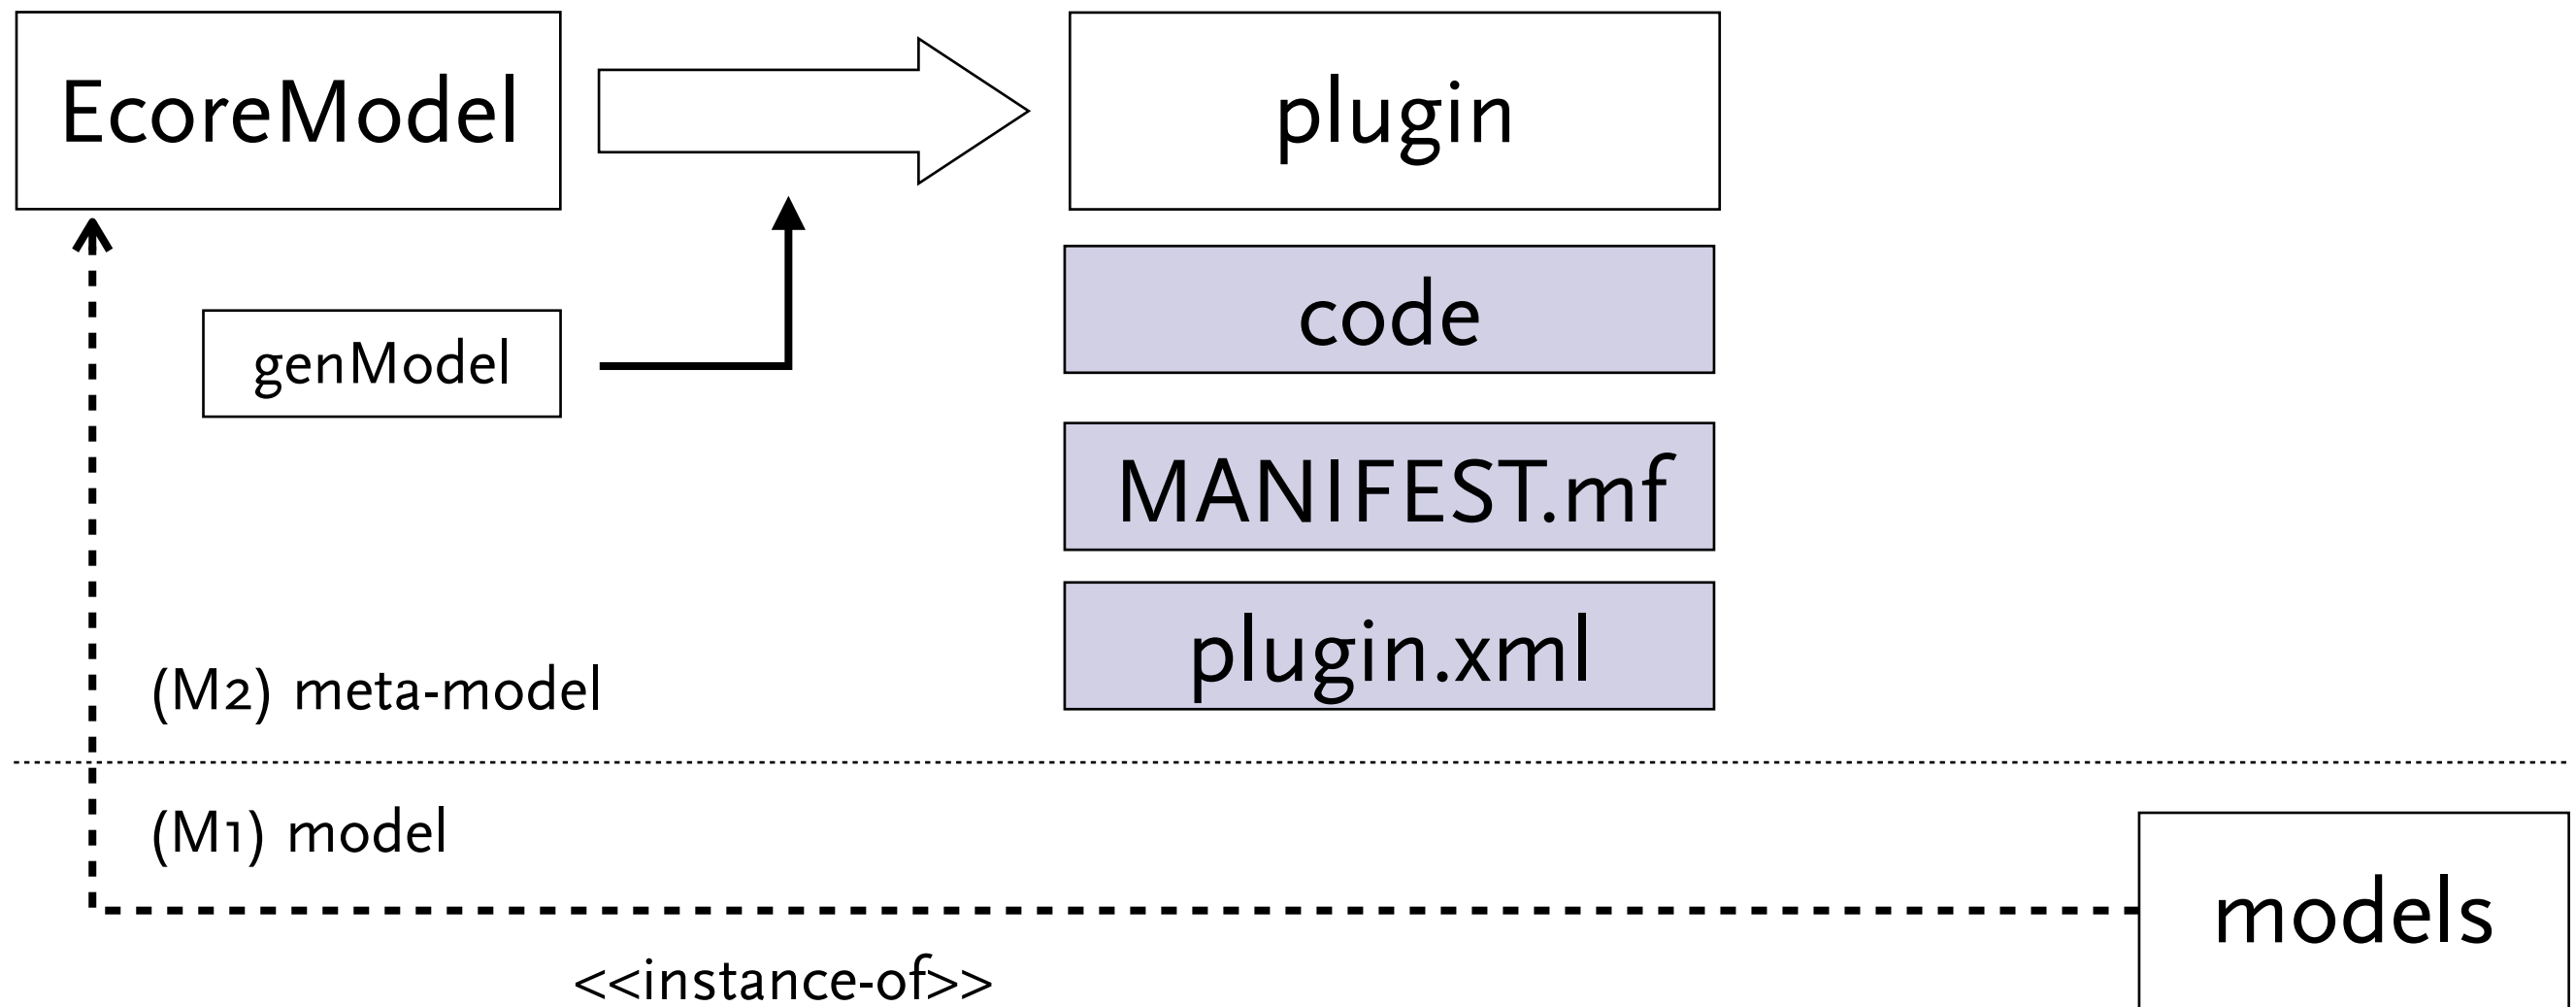 EcoreModel
plugin
code
genModel
MANIFEST.mf
plugin.xml
(M2) meta-model
(M1) model
models
<<instance-of>>